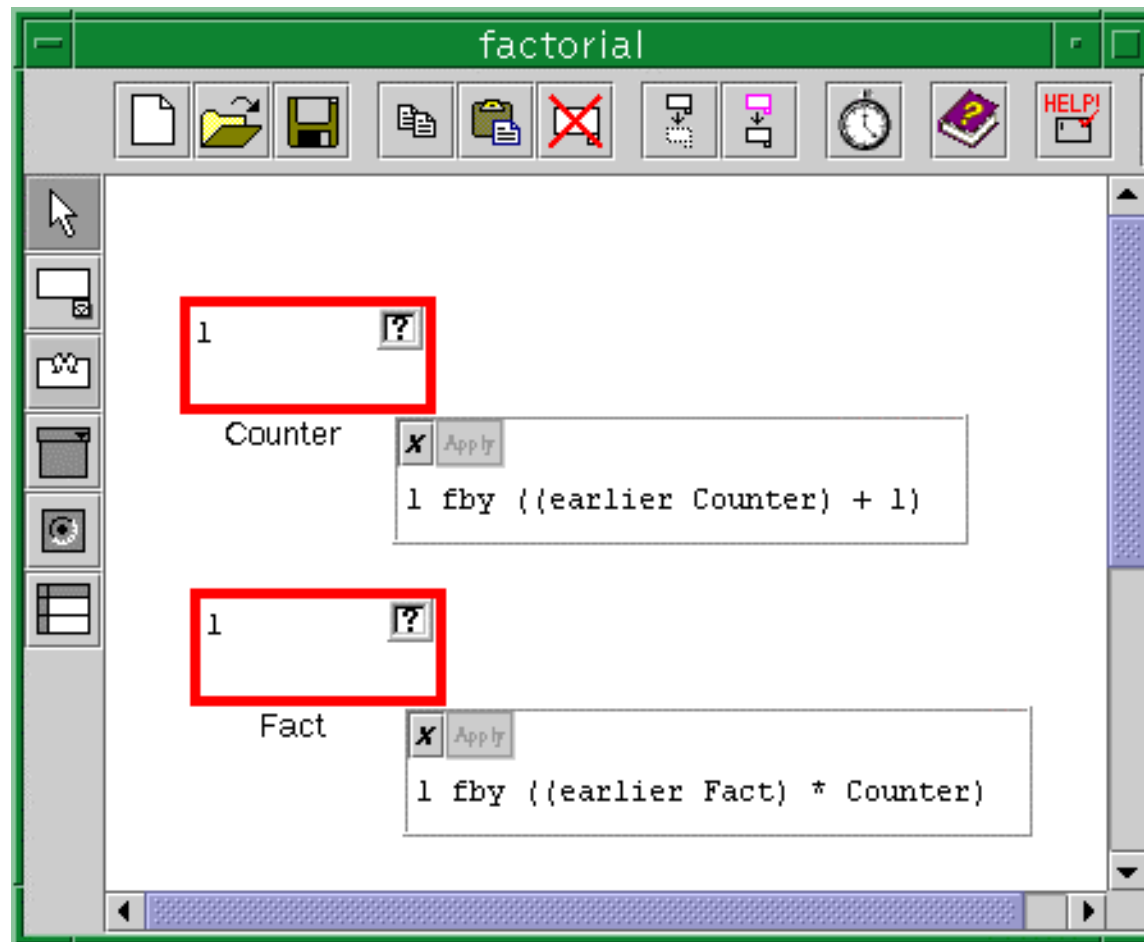 factorial
HELP!
?
1
?
Counter
X Apply
1 fby ((earlier Counter) + 1)
1
?
Fact
X Apply
1 fby ((earlier Fact) * Counter)